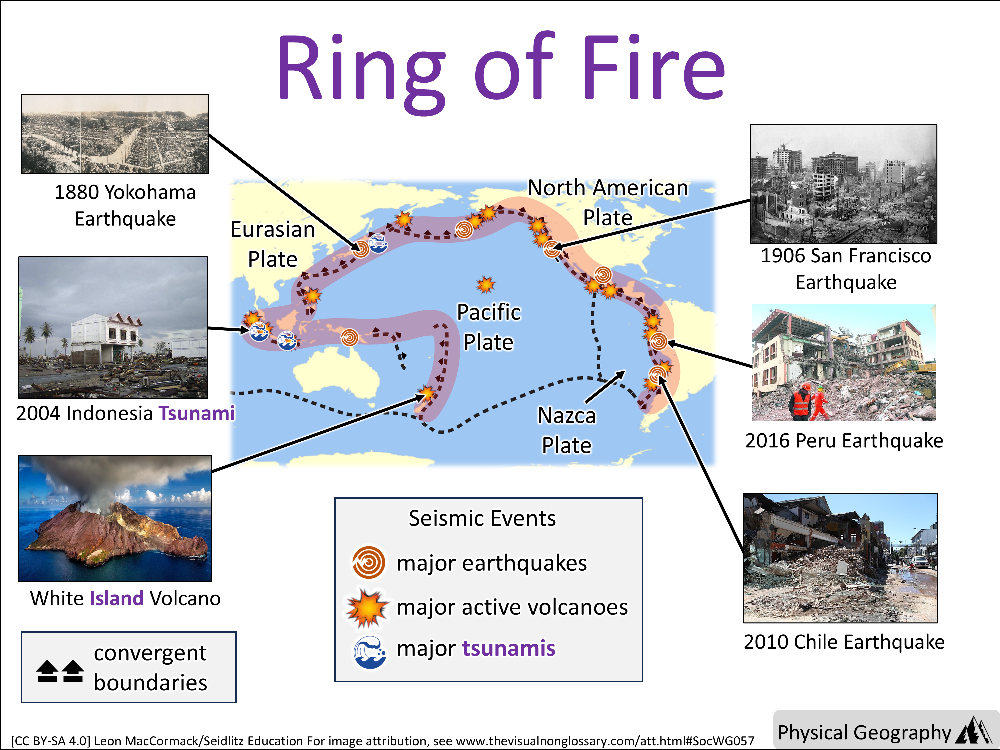 Ring of Fire
1880 Yokohama
Earthquake
2004 Indonesia Tsunami
White Island Volcano
convergent
boundaries
Eurasian
Plate
North American
Plate
Pacific
Plate
Nazca
Plate
1906 San Francisco
Earthquake
2016 Peru Earthquake
2010 Chile Earthquake
Seismic Events
major earthquakes
major active volcanoes
major tsunamis
[CC BY-SA 4.0] Leon MacCormack/Seidlitz Education For image attribution, see www.thevisualnonglossary.com/att.html#SocWG057
Physical Geography